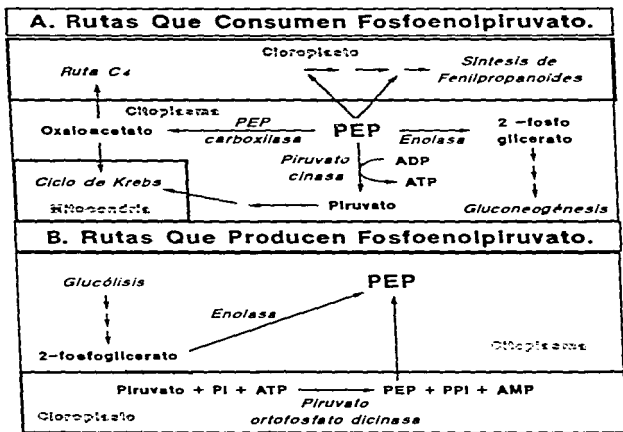 A. Rutas Que Consumen Fosfoenolpiruvato.
Cloroplasto
Ruta C4
Síntesis de
Fenilpropanoides
Citoplasma
Oxaloacetato
PEP
carboxilasa
PEP
Enolasa
2 -fosfo
glicerato
Piruvato
cinasa
ADP
ATP
Ciclo de Krebs
Mitocondria
Piruvato
Gluconeogénesis
B. Rutas Que Producen Fosfoenolpiruvato.
Glucólisis
PEP
Enolasa
2-fosfoglicerato
Citoplasma
Piruvato + Pi + ATP
PEP + PPi + AMP
Piruvato
ortofosfato dicinasa
Cloroplasto